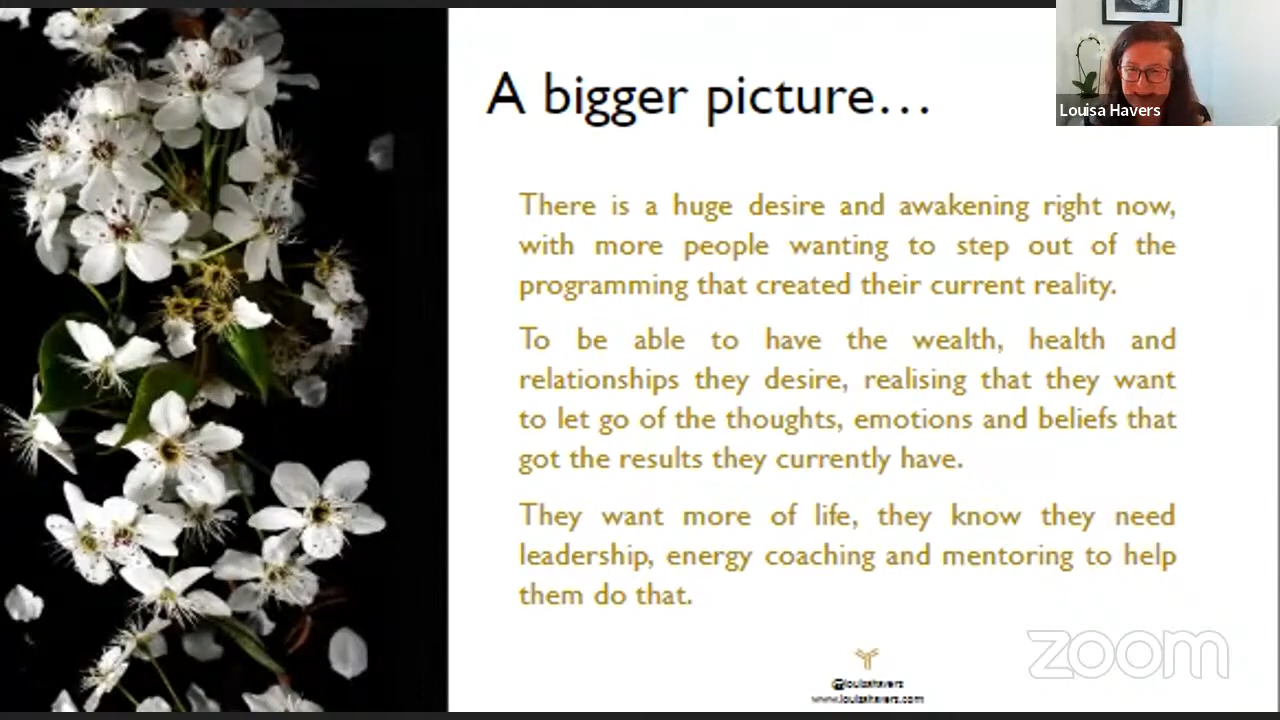 A bigger picture…
Louisa Havers
There is a huge desire and awakening right now,
with more people wanting to step out of the
programming that created their current reality.
To be able to have the wealth, health and
relationships they desire, realising that they want
to let go of the thoughts, emotions and beliefs that
got the results they currently have.
They want more of life, they know they need
leadership, energy coaching and mentoring to help
them do that.
zoom
@louisahavers
www.louisahavers.com